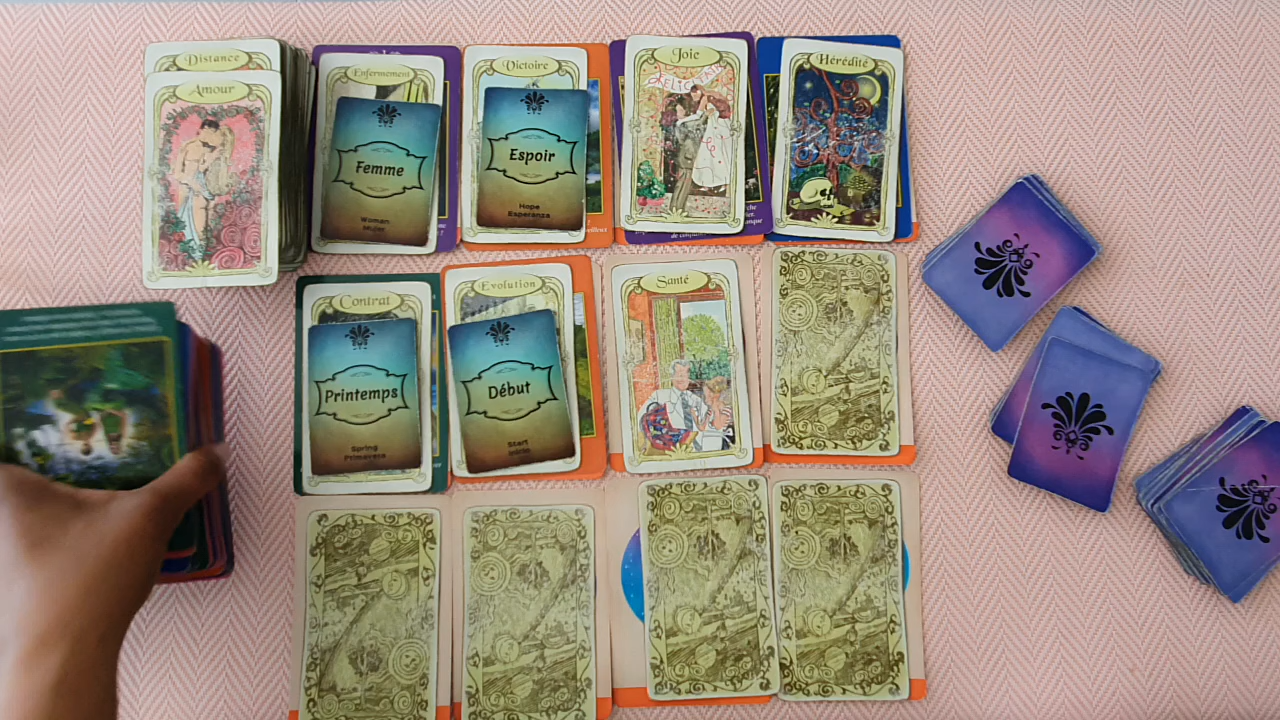 Distance
Amour
Enfermement
Femme
Woman
Mujer
Victoire
Espoir
Hope
Esperanza
Joie
Hérédité
Contrat
Printemps
Spring
Primavera
Evolution
Début
Start
Inicio
Santé